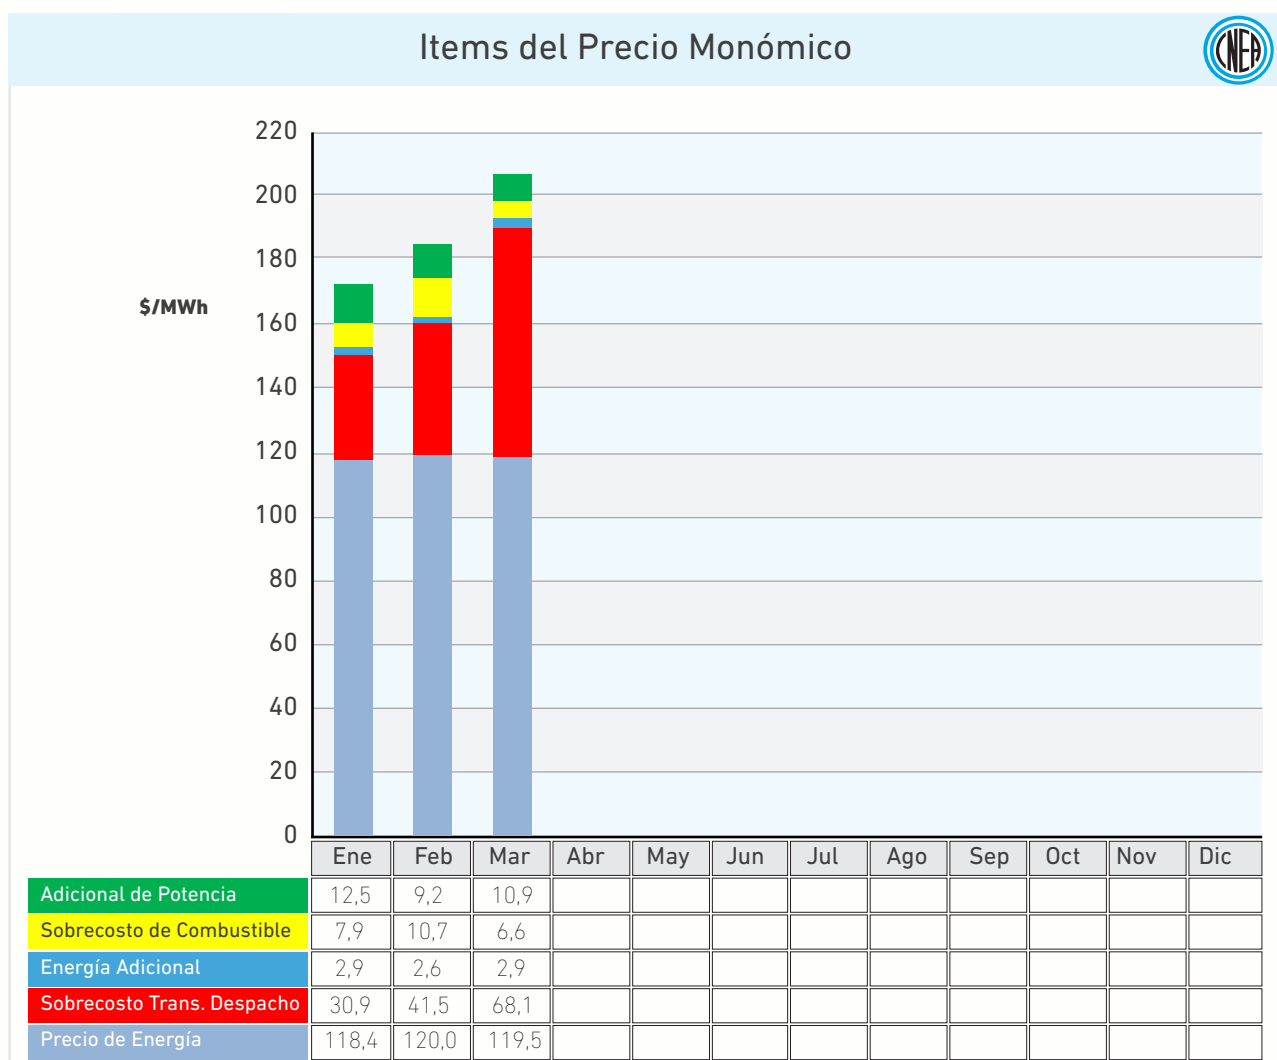 Items del Precio Monómico
CNEA
220
200
180
$/MWh
160
140
120
100
80
60
40
20
0
Ene Feb Mar Abr May Jun Jul Ago Sep Oct Nov Dic
Adicional de Potencia 12,5 9,2 10,9
Sobrecosto de Combustible 7,9 10,7 6,6
Energía Adicional 2,9 2,6 2,9
Sobrecosto Trans. Despacho 30,9 41,5 68,1
Precio de Energía 118,4 120,0 119,5